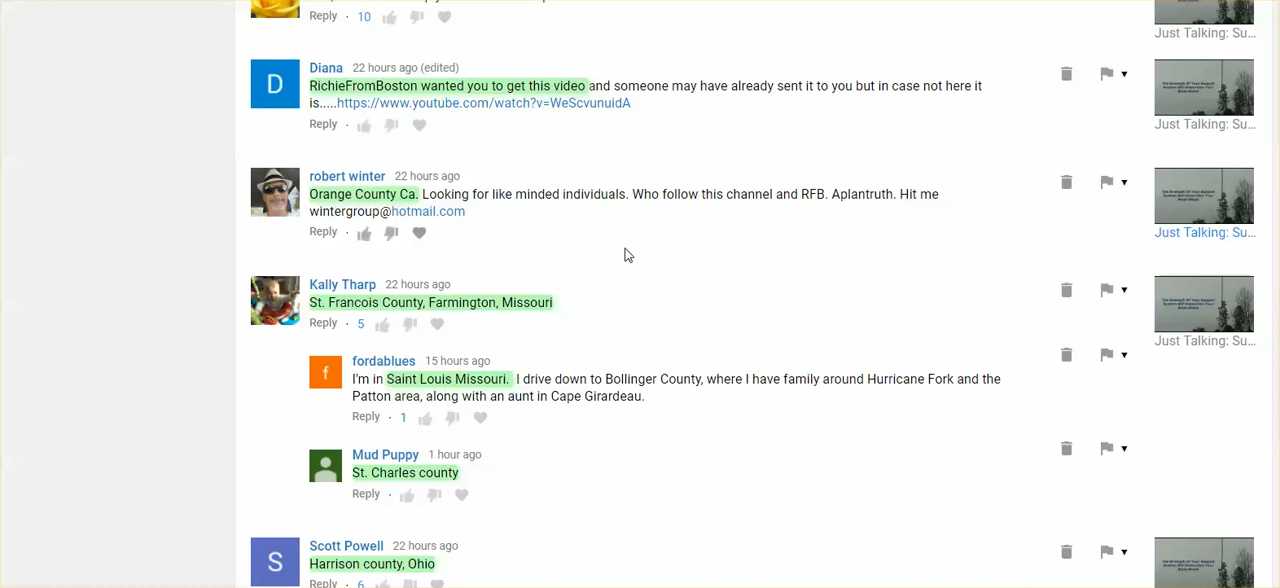 Reply · 10
Just Talking: Su...
Diana 22 hours ago (edited)
RichieFromBoston wanted you to get this video and someone may have already sent it to you but in case not here it
is.....https://www.youtube.com/watch?v=WeScvunuidA
Reply ·
Just Talking: Su...
robert winter 22 hours ago
Orange County Ca. Looking for like minded individuals. Who follow this channel and RFB. Aplantruth. Hit me
wintergroup@hotmail.com
Reply ·
Just Talking: Su...
Kally Tharp 22 hours ago
St. Francois County, Farmington, Missouri
Reply · 5
Just Talking: Su...
f
fordablues 15 hours ago
I'm in Saint Louis Missouri. I drive down to Bollinger County, where I have family around Hurricane Fork and the
Patton area, along with an aunt in Cape Girardeau.
Reply · 1
Mud Puppy 1 hour ago
St. Charles county
Reply ·
S
Scott Powell 22 hours ago
Harrison county, Ohio
Reply · 6
D